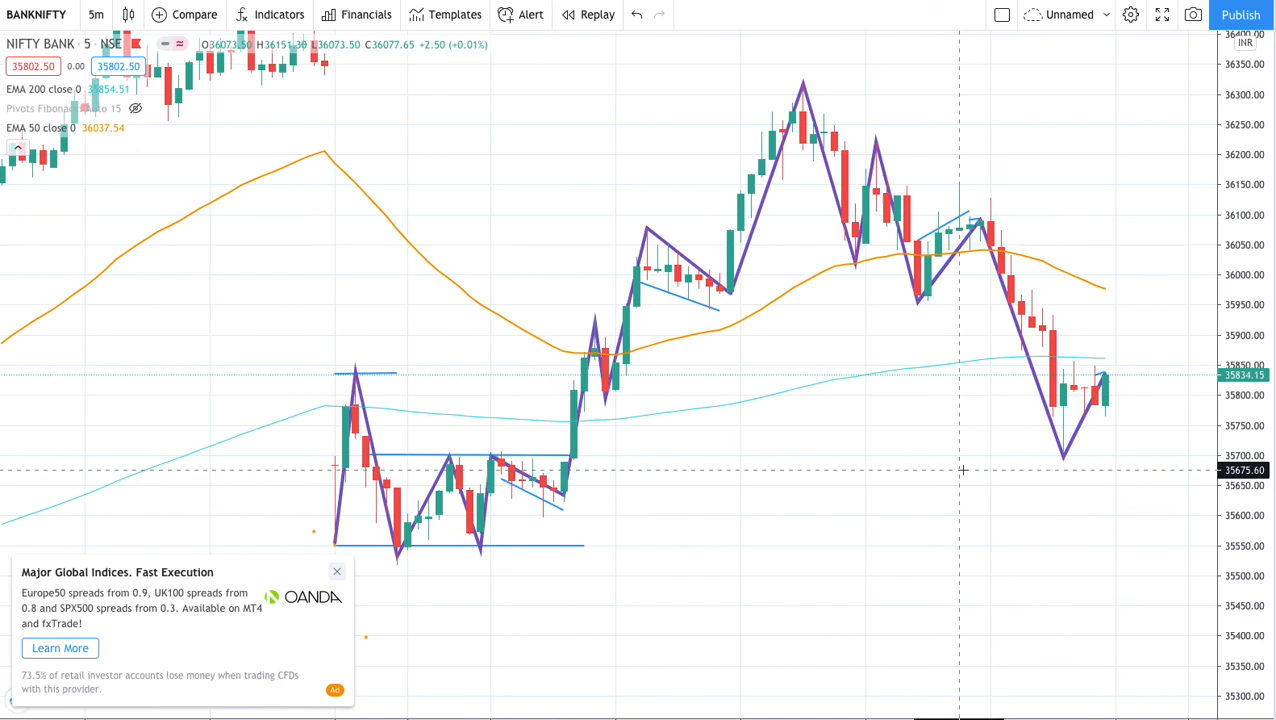 BANKNIFTY 5m Compare Indicators Financials Templates Alert Replay Unnamed Publish
NIFTY BANK · 5 · NSE O36073.50 H36151.30 L36073.50 C36077.65 +2.50 (+0.01%)
35802.50 0.00 35802.50
EMA 200 close 0 35854.51
EMA 50 close 0 36037.54
36400.00
INR
36350.00
36300.00
36250.00
36200.00
36150.00
36100.00
36050.00
36000.00
35950.00
35900.00
35850.00
35834.15
35800.00
35750.00
35700.00
35675.60
35650.00
35600.00
35550.00
35500.00
35450.00
35400.00
35350.00
35300.00
Major Global Indices. Fast Execution
Europe50 spreads from 0.9, UK100 spreads from
0.8 and SPX500 spreads from 0.3. Available on MT4
and fxTrade!
OANDA
Learn More
73.5% of retail investor accounts lose money when trading CFDs
with this provider.
Ad